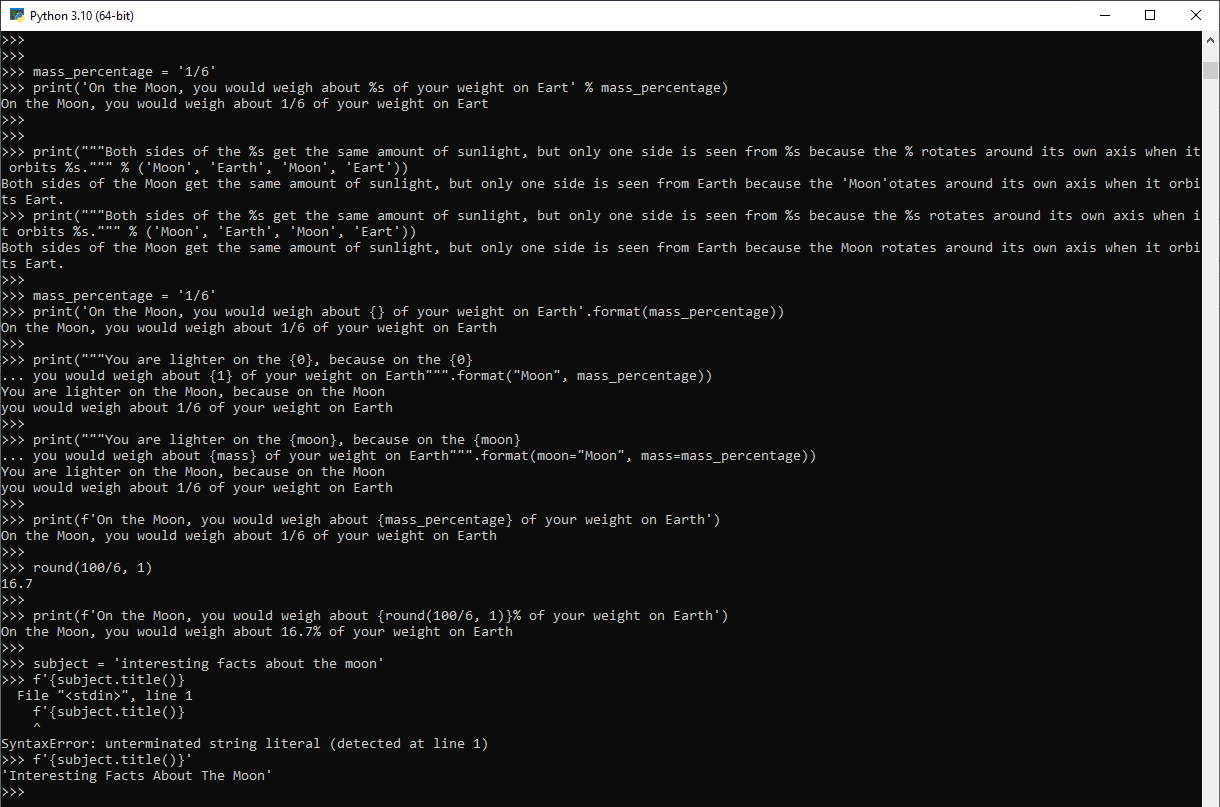 Python 3.10 (64-bit)
>>>
>>>
>>> mass_percentage = '1/6'
>>> print('On the Moon, you would weigh about %s of your weight on Eart' % mass_percentage)
On the Moon, you would weigh about 1/6 of your weight on Eart
>>>
>>>
>>> print("""Both sides of the %s get the same amount of sunlight, but only one side is seen from %s because the % rotates around its own axis when it
 orbits %s.""" % ('Moon', 'Earth', 'Moon', 'Eart'))
Both sides of the Moon get the same amount of sunlight, but only one side is seen from Earth because the 'Moon'otates around its own axis when it orbi
ts Eart.
>>> print("""Both sides of the %s get the same amount of sunlight, but only one side is seen from %s because the %s rotates around its own axis when i
t orbits %s.""" % ('Moon', 'Earth', 'Moon', 'Eart'))
Both sides of the Moon get the same amount of sunlight, but only one side is seen from Earth because the Moon rotates around its own axis when it orbi
ts Eart.
>>>
>>> mass_percentage = '1/6'
>>> print('On the Moon, you would weigh about {} of your weight on Earth'.format(mass_percentage))
On the Moon, you would weigh about 1/6 of your weight on Earth
>>>
>>> print("""You are lighter on the {0}, because on the {0}
... you would weigh about {1} of your weight on Earth""".format("Moon", mass_percentage))
You are lighter on the Moon, because on the Moon
you would weigh about 1/6 of your weight on Earth
>>>
>>> print("""You are lighter on the {moon}, because on the {moon}
... you would weigh about {mass} of your weight on Earth""".format(moon="Moon", mass=mass_percentage))
You are lighter on the Moon, because on the Moon
you would weigh about 1/6 of your weight on Earth
>>>
>>> print(f'On the Moon, you would weigh about {mass_percentage} of your weight on Earth')
On the Moon, you would weigh about 1/6 of your weight on Earth
>>>
>>> round(100/6, 1)
16.7
>>>
>>> print(f'On the Moon, you would weigh about {round(100/6, 1)}% of your weight on Earth')
On the Moon, you would weigh about 16.7% of your weight on Earth
>>>
>>> subject = 'interesting facts about the moon'
>>> f'{subject.title()}
  File "<stdin>", line 1
    f'{subject.title()}
    ^
SyntaxError: unterminated string literal (detected at line 1)
>>> f'{subject.title()}'
'Interesting Facts About The Moon'
>>>